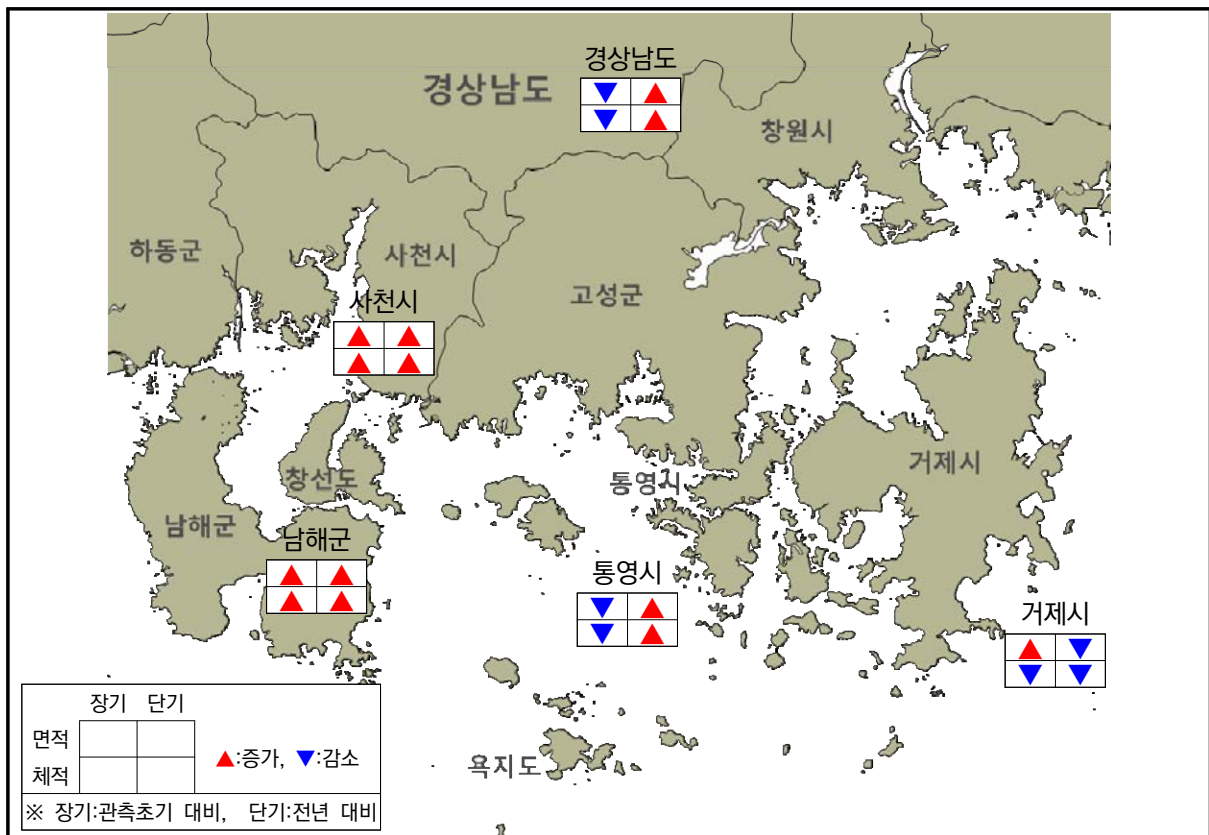 경상남도
경상남도
창원시
하동군
사천시
사천시
고성군
거제시
창선도
통영시
남해군
남해군
통영시
거제시
욕지도
장기 단기
면적
체적
▲:증가, ▼:감소
※ 장기:관측초기 대비, 단기:전년 대비